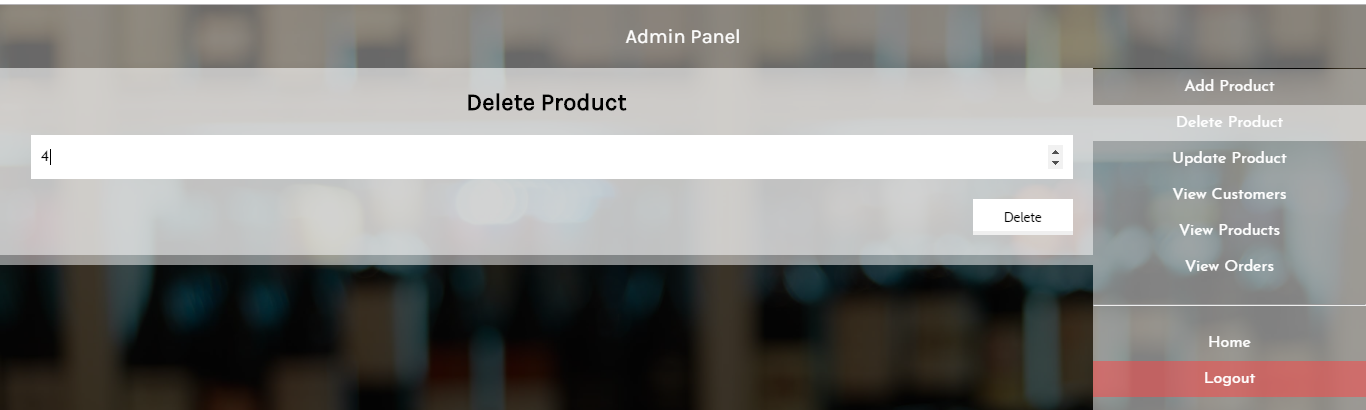 Admin Panel
Delete Product
4
Delete
Add Product
Delete Product
Update Product
View Customers
View Products
View Orders
Home
Logout